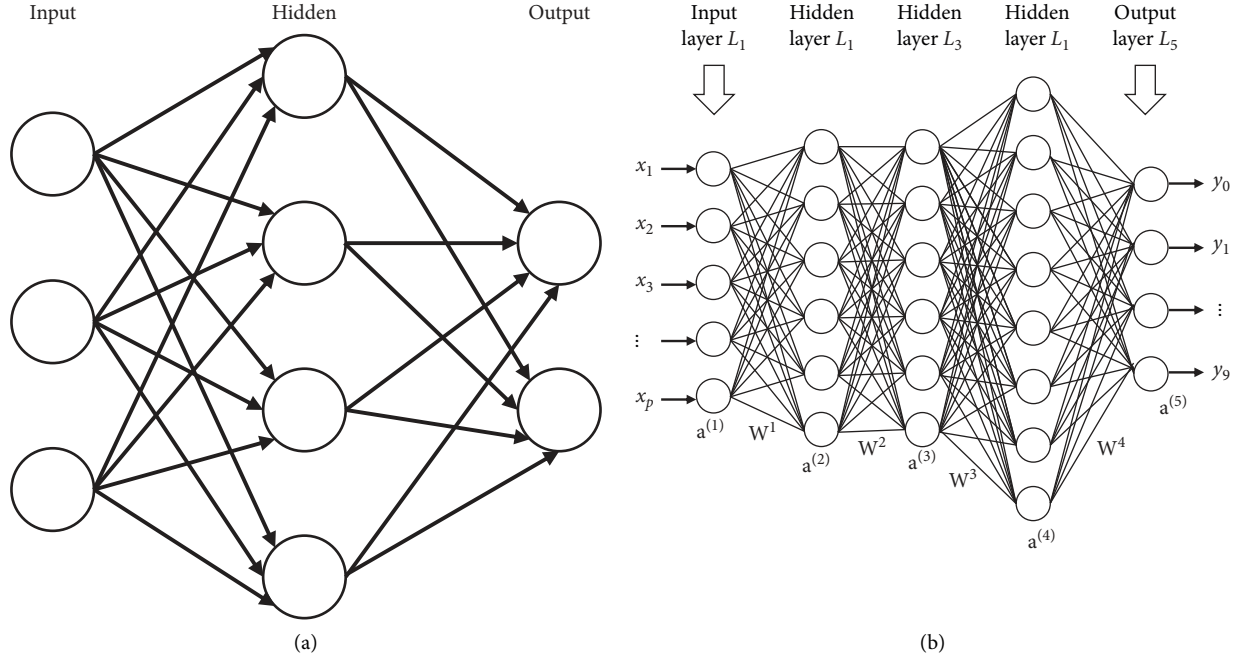 Input
Hidden
Output
(a)
Input
layer L₁
Hidden
layer L₁
Hidden
layer L₃
Hidden
layer L₁
Output
layer L₅
x₁
x₂
x₃
⋮
xₚ
y₀
y₁
⋮
y₉
a⁽¹⁾
W¹
a⁽²⁾
W²
a⁽³⁾
W³
a⁽⁴⁾
W⁴
a⁽⁵⁾
(b)